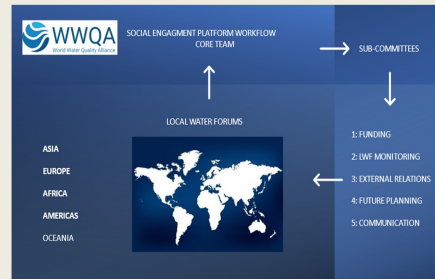 WWQA
World Water Quality Alliance
SOCIAL ENGAGMENT PLATFORM WORKFLOW
CORE TEAM
SUB-COMMITTEES
LOCAL WATER FORUMS
ASIA
EUROPE
AFRICA
AMERICAS
OCEANIA
1: FUNDING
2: LWF MONITORING
3: EXTERNAL RELATIONS
4: FUTURE PLANNING
5: COMMUNICATION